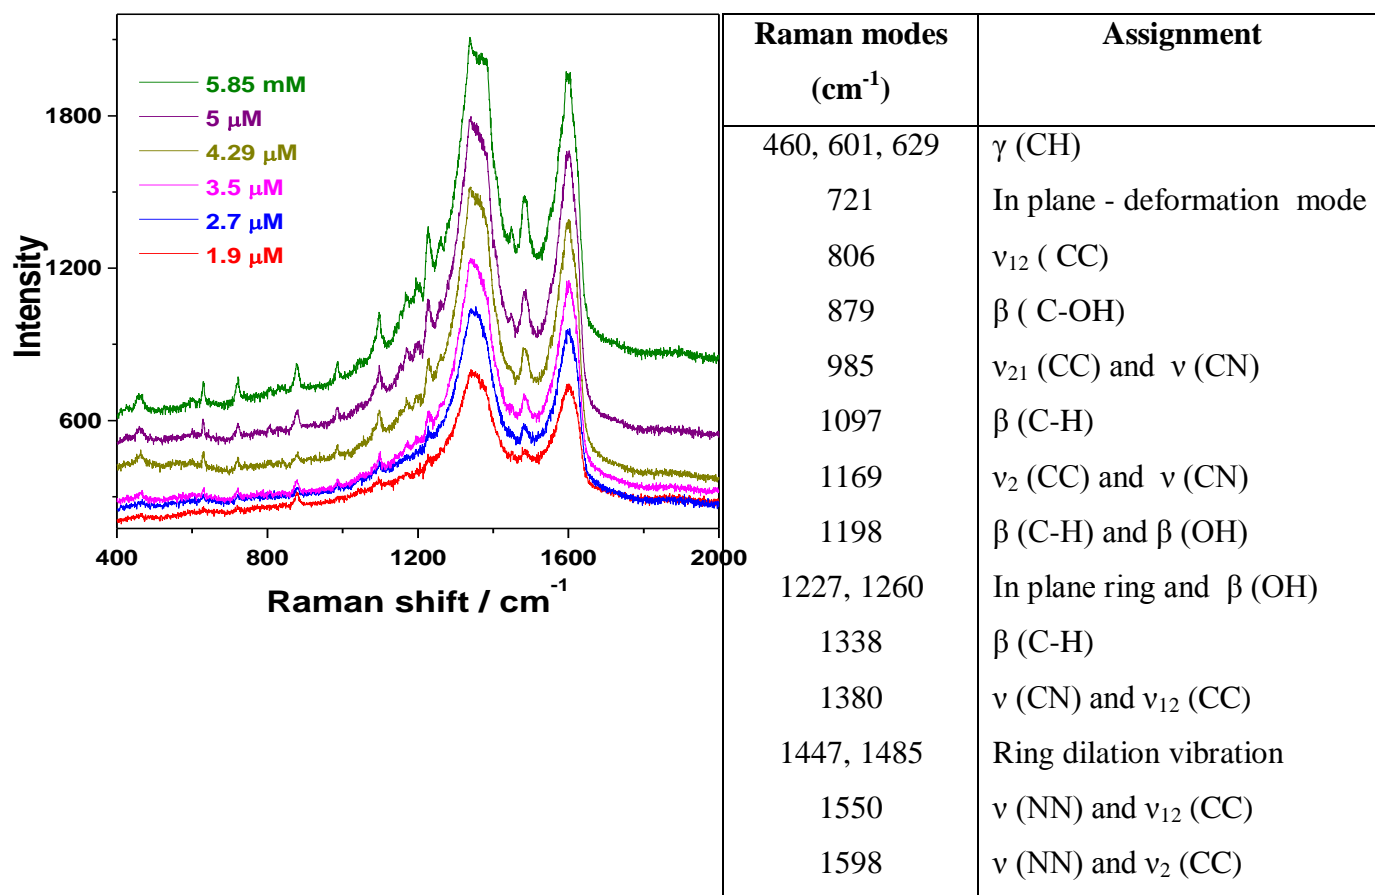 1800
1200
600
Intensity
5.85 mM
5 μM
4.29 μM
3.5 μM
2.7 μM
1.9 μM
400 800 1200 1600 2000
Raman shift / cm-1
Raman modes Assignment
(cm-1)
460, 601, 629 γ (CH)
721 In plane - deformation mode
806 ν12 ( CC)
879 β ( C-OH)
985 ν21 (CC) and ν (CN)
1097 β (C-H)
1169 ν2 (CC) and ν (CN)
1198 β (C-H) and β (OH)
1227, 1260 In plane ring and β (OH)
1338 β (C-H)
1380 ν (CN) and ν12 (CC)
1447, 1485 Ring dilation vibration
1550 ν (NN) and ν12 (CC)
1598 ν (NN) and ν2 (CC)